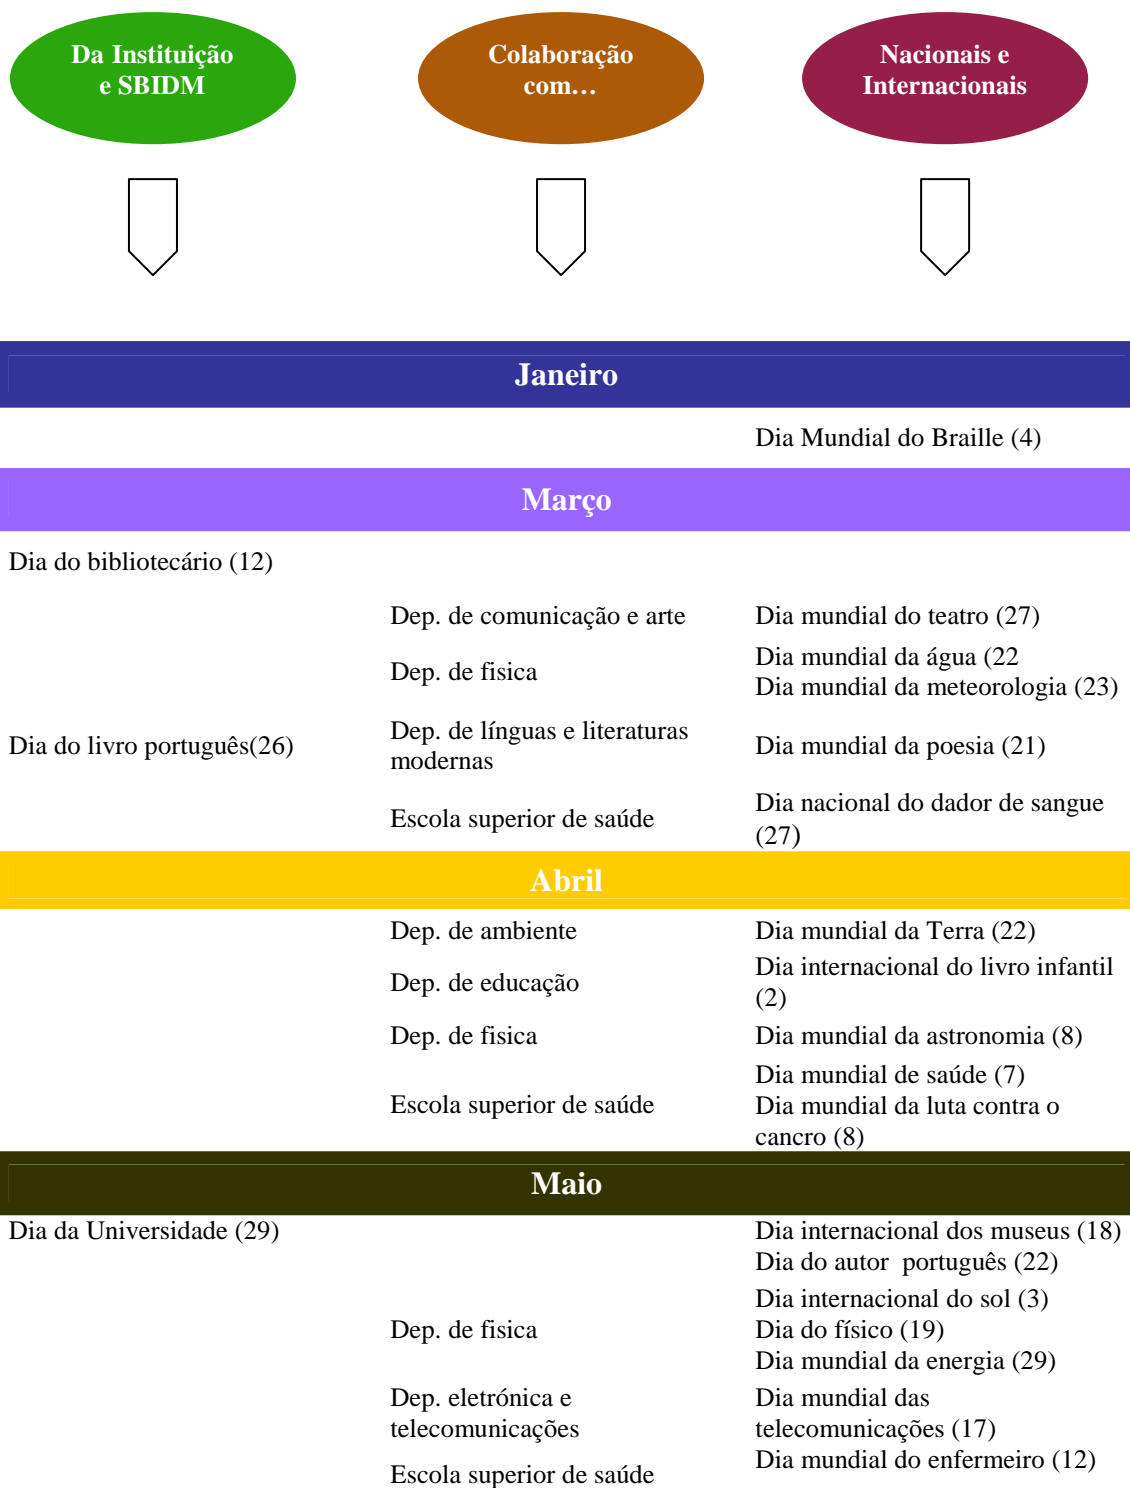 Da Instituição
e SBIDM
Colaboração
com…
Nacionais e
Internacionais
Janeiro
Dia Mundial do Braille (4)
Março
Dia do bibliotecário (12)
Dep. de comunicação e arte
Dia mundial do teatro (27)
Dep. de fisica
Dia mundial da água (22
Dia mundial da meteorologia (23)
Dia do livro português(26)
Dep. de línguas e literaturas
modernas
Dia mundial da poesia (21)
Escola superior de saúde
Dia nacional do dador de sangue
(27)
Abril
Dep. de ambiente
Dia mundial da Terra (22)
Dep. de educação
Dia internacional do livro infantil
(2)
Dep. de fisica
Dia mundial da astronomia (8)
Escola superior de saúde
Dia mundial de saúde (7)
Dia mundial da luta contra o
cancro (8)
Maio
Dia da Universidade (29)
Dia internacional dos museus (18)
Dia do autor  português (22)
Dep. de fisica
Dia internacional do sol (3)
Dia do físico (19)
Dia mundial da energia (29)
Dep. eletrónica e
telecomunicações
Dia mundial das
telecomunicações (17)
Escola superior de saúde
Dia mundial do enfermeiro (12)